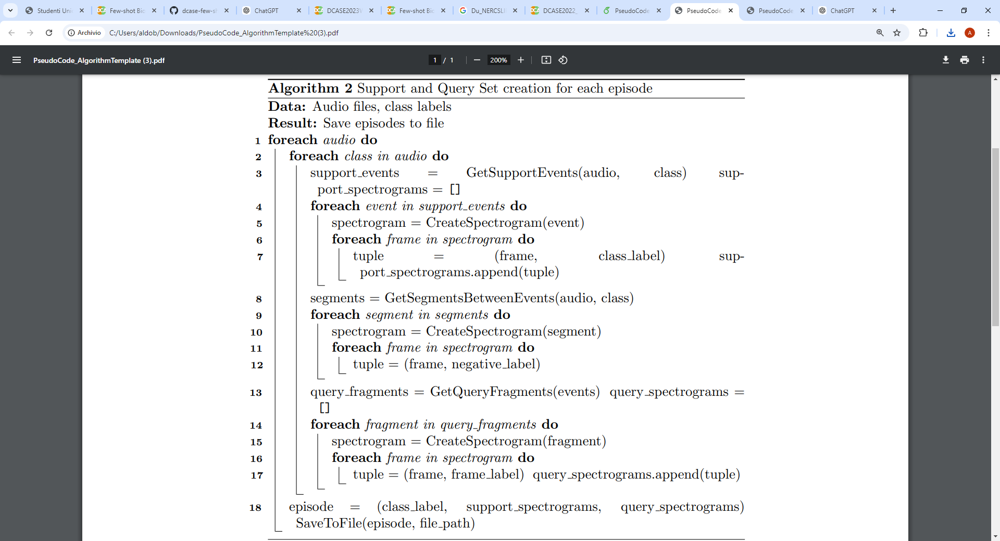 Studenti Uni
Few-shot Bio
dcase-few-sh
ChatGPT
DCASE2023W
Few-shot Bio
Du_NERCSLI
DCASE2022_
PseudoCode
PseudoCode
PseudoCode
ChatGPT
Archivio
C:/Users/aldob/Downloads/PseudoCode_AlgorithmTemplate%20(3).pdf
A
PseudoCode_AlgorithmTemplate (3).pdf
1 / 1
200%
Algorithm 2 Support and Query Set creation for each episode
Data: Audio files, class labels
Result: Save episodes to file
1 foreach audio do
2 foreach class in audio do
3 support_events = GetSupportEvents(audio, class) sup-
port_spectrograms = []
4 foreach event in support_events do
5 spectrogram = CreateSpectrogram(event)
6 foreach frame in spectrogram do
7 tuple = (frame, class_label) sup-
port_spectrograms.append(tuple)
8 segments = GetSegmentsBetweenEvents(audio, class)
9 foreach segment in segments do
10 spectrogram = CreateSpectrogram(segment)
11 foreach frame in spectrogram do
12 tuple = (frame, negative_label)
13 query_fragments = GetQueryFragments(events) query_spectrograms =
[]
14 foreach fragment in query_fragments do
15 spectrogram = CreateSpectrogram(fragment)
16 foreach frame in spectrogram do
17 tuple = (frame, frame_label) query_spectrograms.append(tuple)
18 episode = (class_label, support_spectrograms, query_spectrograms)
SaveToFile(episode, file_path)